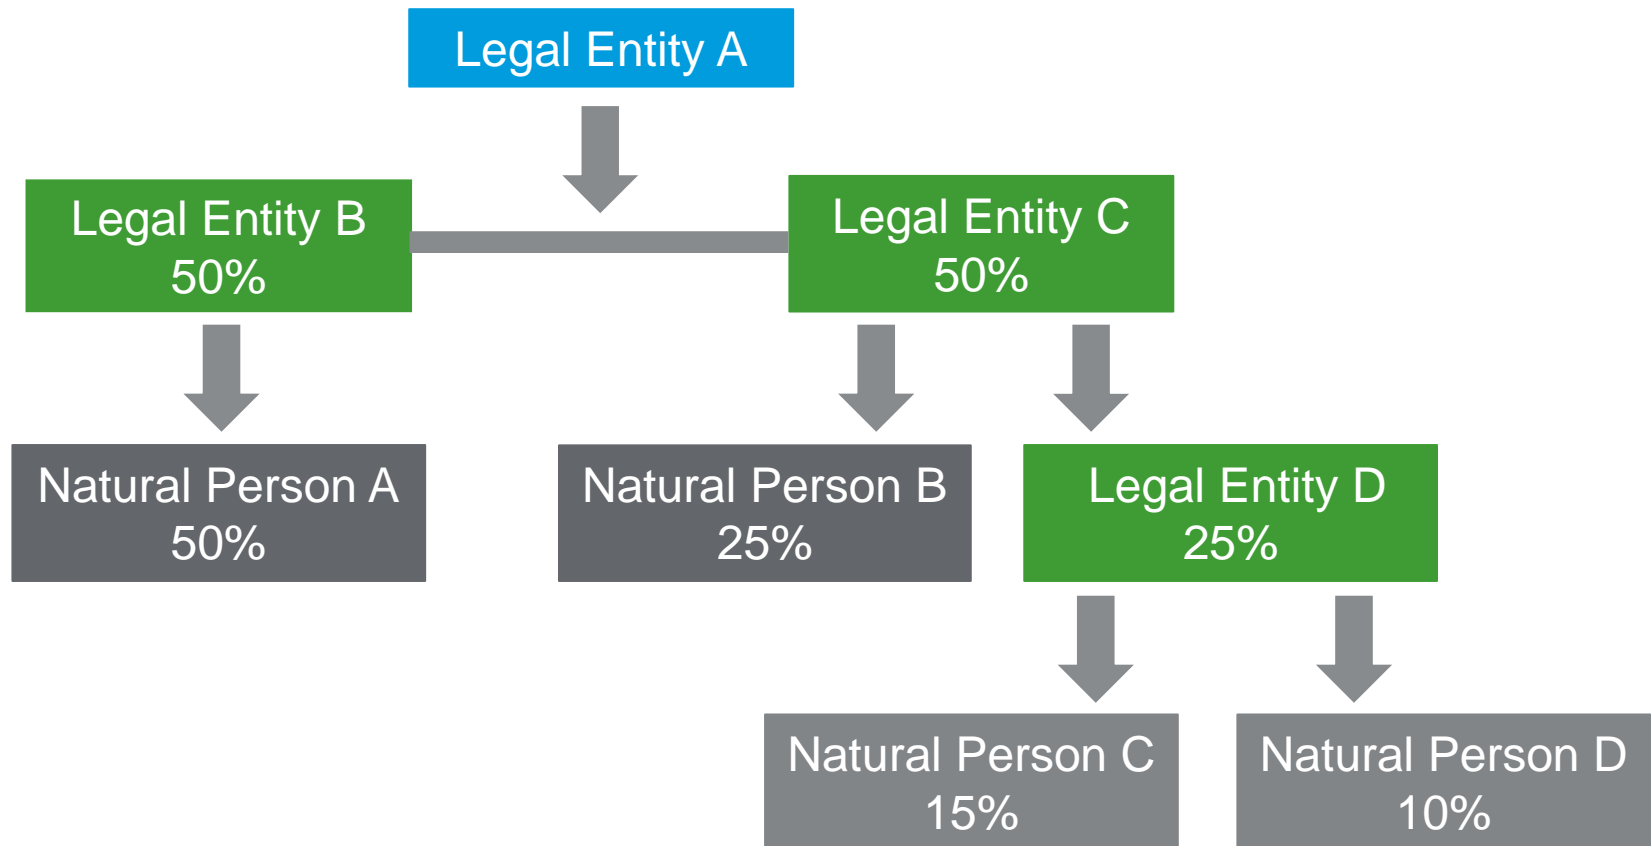 Legal Entity A
Legal Entity B
50%
Legal Entity C
50%
Natural Person A
50%
Natural Person B
25%
Legal Entity D
25%
Natural Person C
15%
Natural Person D
10%